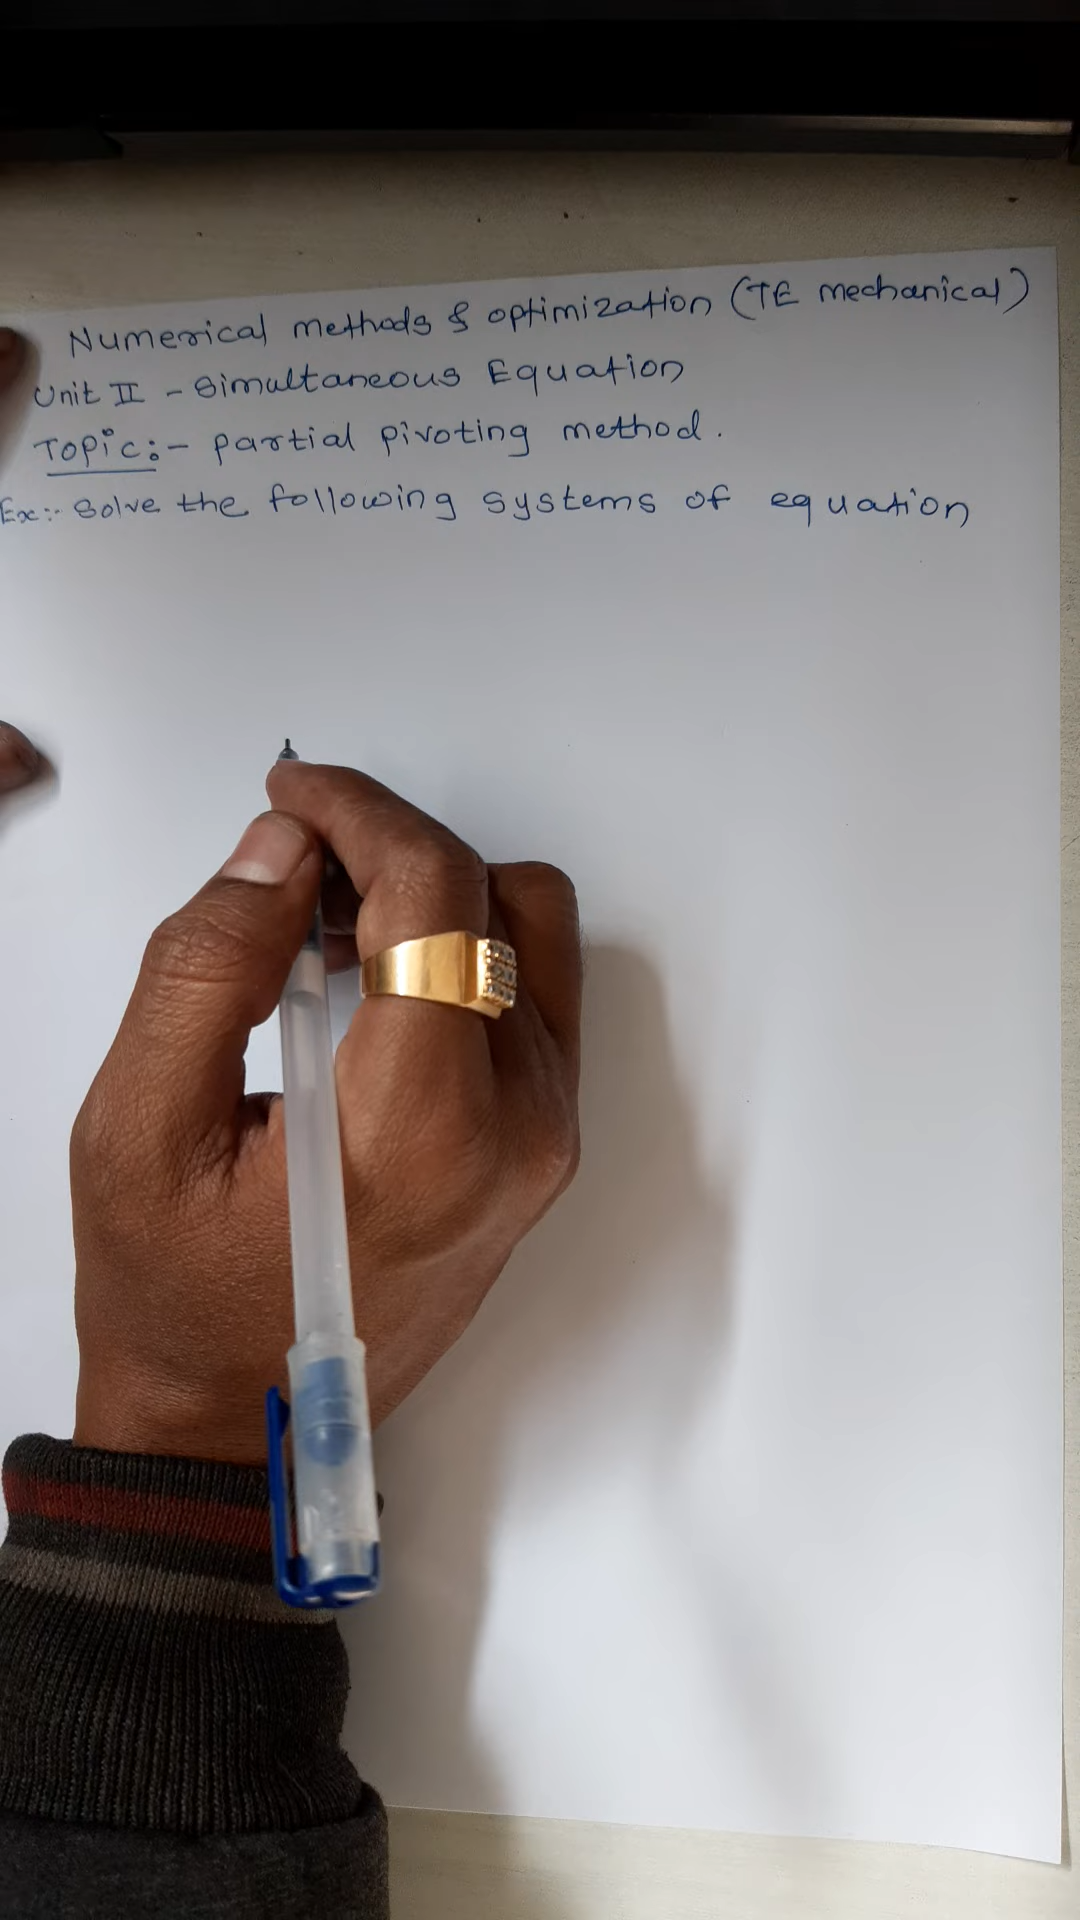 Numerical methods & optimization (TE mechanical)
Unit II - Simultaneous Equation
Topic:- partial pivoting method.
Ex:- Solve the following systems of equation